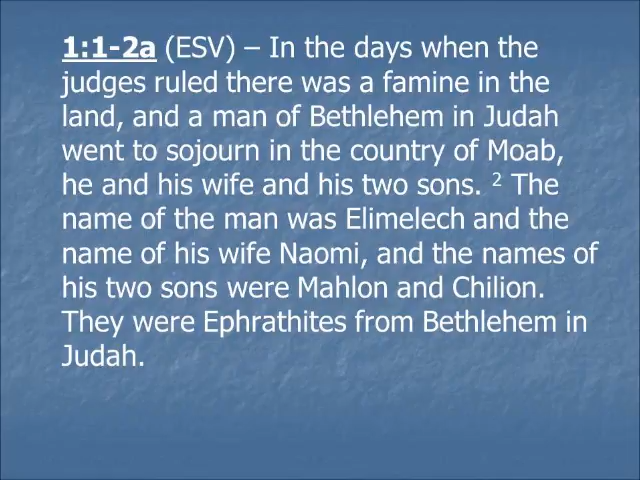 1:1-2a (ESV) – In the days when the
judges ruled there was a famine in the
land, and a man of Bethlehem in Judah
went to sojourn in the country of Moab,
he and his wife and his two sons. 2 The
name of the man was Elimelech and the
name of his wife Naomi, and the names of
his two sons were Mahlon and Chilion.
They were Ephrathites from Bethlehem in
Judah.